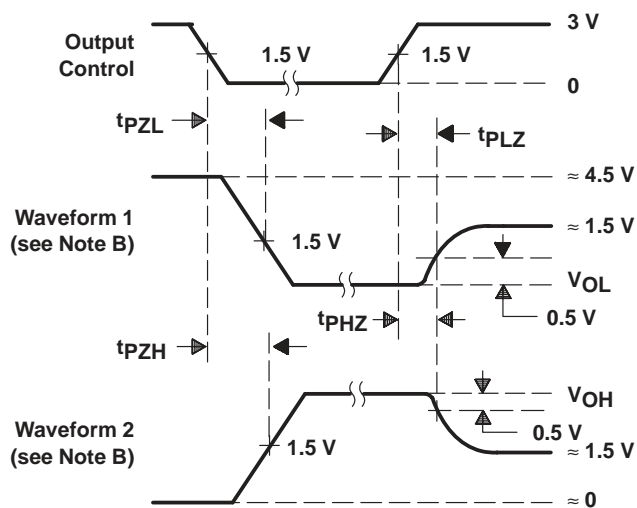 3 V
Output
Control
1.5 V
1.5 V
0
tPZL
tPLZ
≈ 4.5 V
Waveform 1
(see Note B)
1.5 V
≈ 1.5 V
VOL
0.5 V
tPHZ
tPZH
VOH
Waveform 2
(see Note B)
1.5 V
0.5 V
≈ 1.5 V
≈ 0